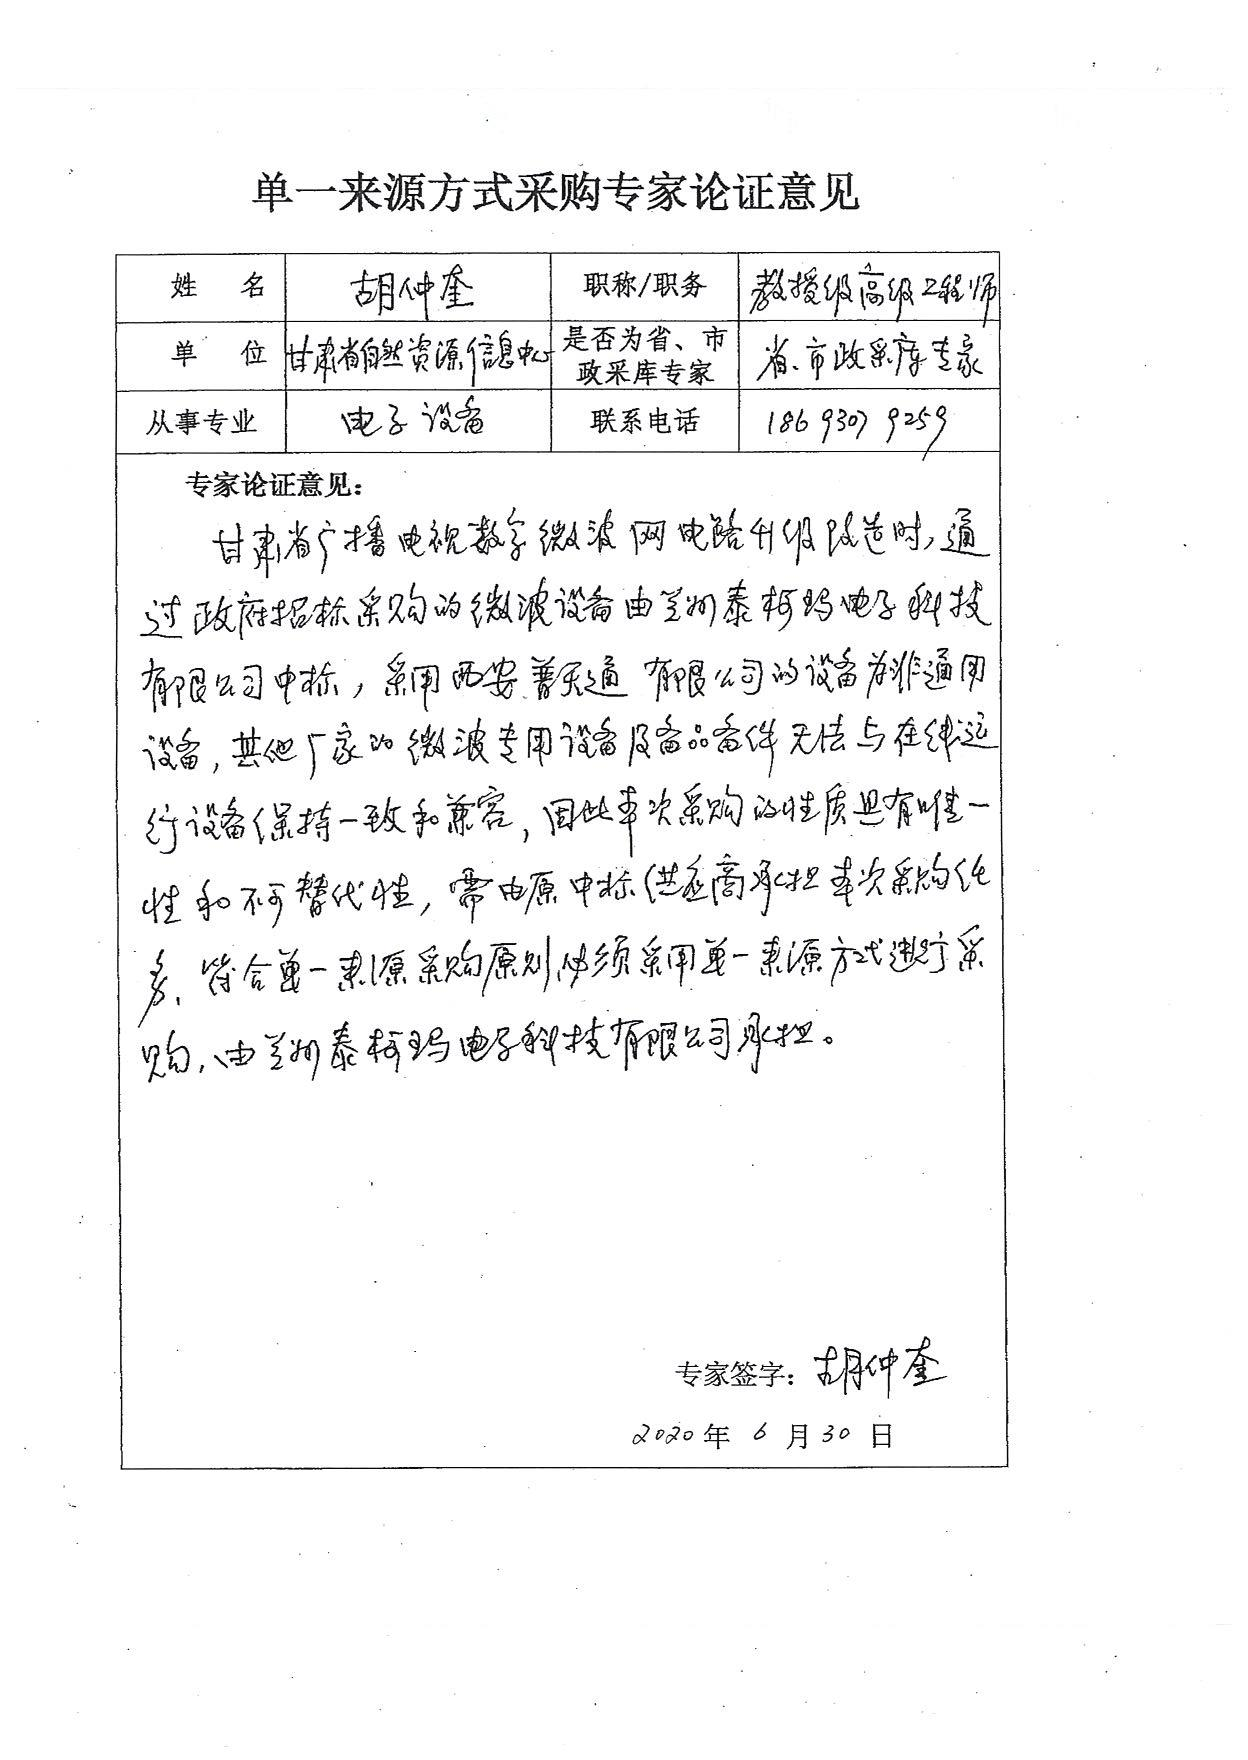 单一来源方式采购专家论证意见
姓 名 胡仲奎 职称/职务 教授级高级工程师
单 位 甘肃省自然资源信息中心 是否为省、市政采库专家 省、市政采库专家
从事专业 电子设备 联系电话 18693079259
专家论证意见：
甘肃省广播电视数字微波网电路升级改造时，通
过政府招标采购的微波设备由兰州泰柯玛电子科技
有限公司中标，采用西安普天通 有限公司的设备为非通用
设备，其他厂家的微波专用设备及备品备件无法与在线运
行设备保持一致和兼容，因此本次采购的性质具有唯一
性和不可替代性，需由原中标供应商承担本次采购任
务，符合单一来源采购原则，必须采用单一来源方式进行采
购，由兰州泰柯玛电子科技有限公司承担。
专家签字：胡仲奎
2020年 6 月 30 日